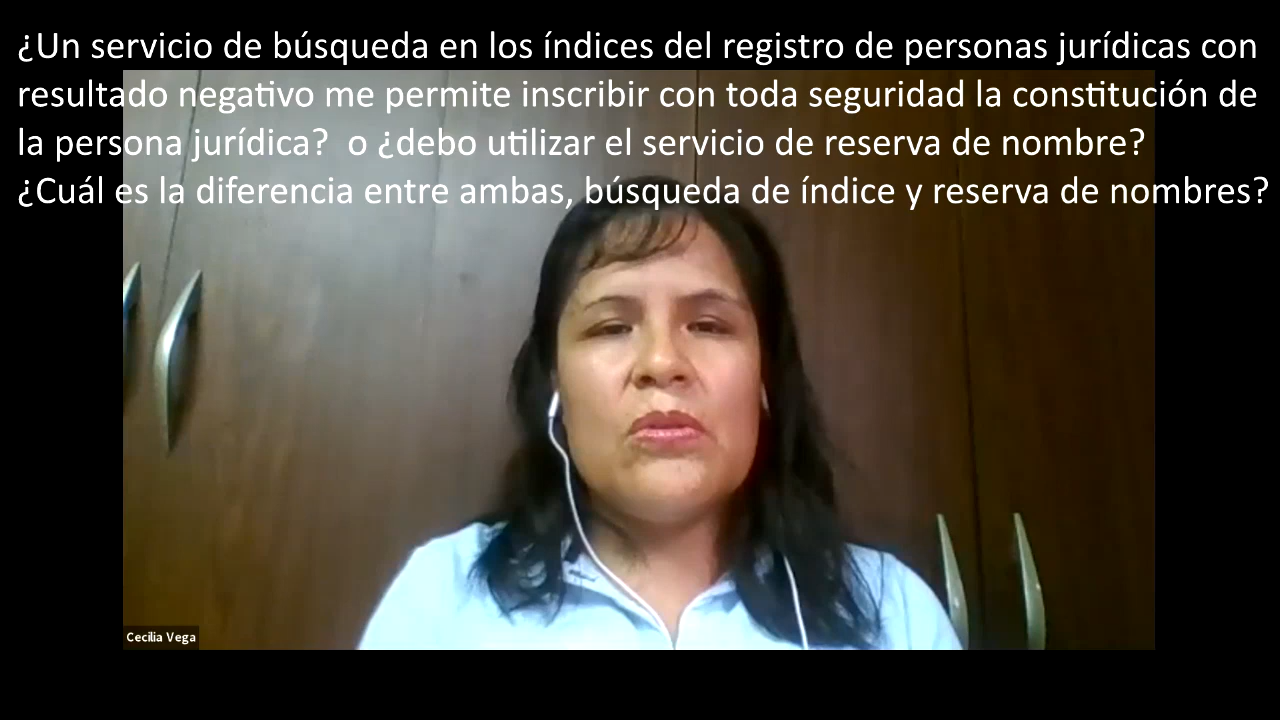 ¿Un servicio de búsqueda en los índices del registro de personas jurídicas con
resultado negativo me permite inscribir con toda seguridad la constitución de
la persona jurídica?  o ¿debo utilizar el servicio de reserva de nombre?
¿Cuál es la diferencia entre ambas, búsqueda de índice y reserva de nombres?
Cecilia Vega